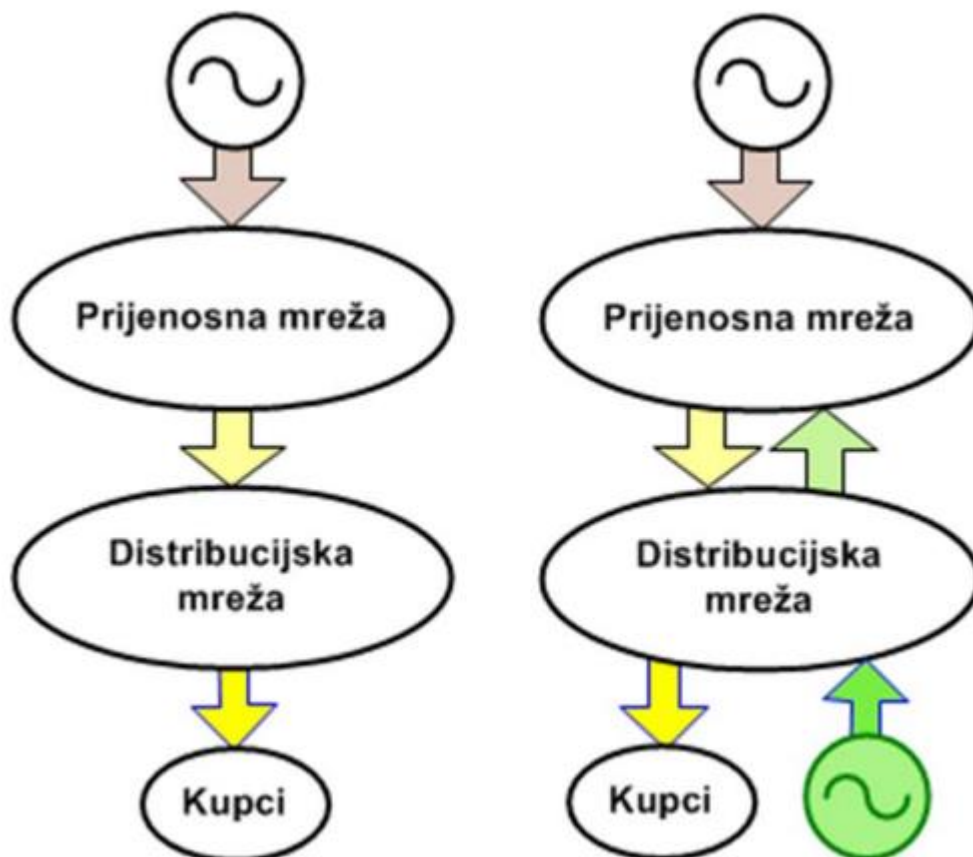 Prijenosna mreža
Distribucijska
mreža
Kupci
Prijenosna mreža
Distribucijska
mreža
Kupci